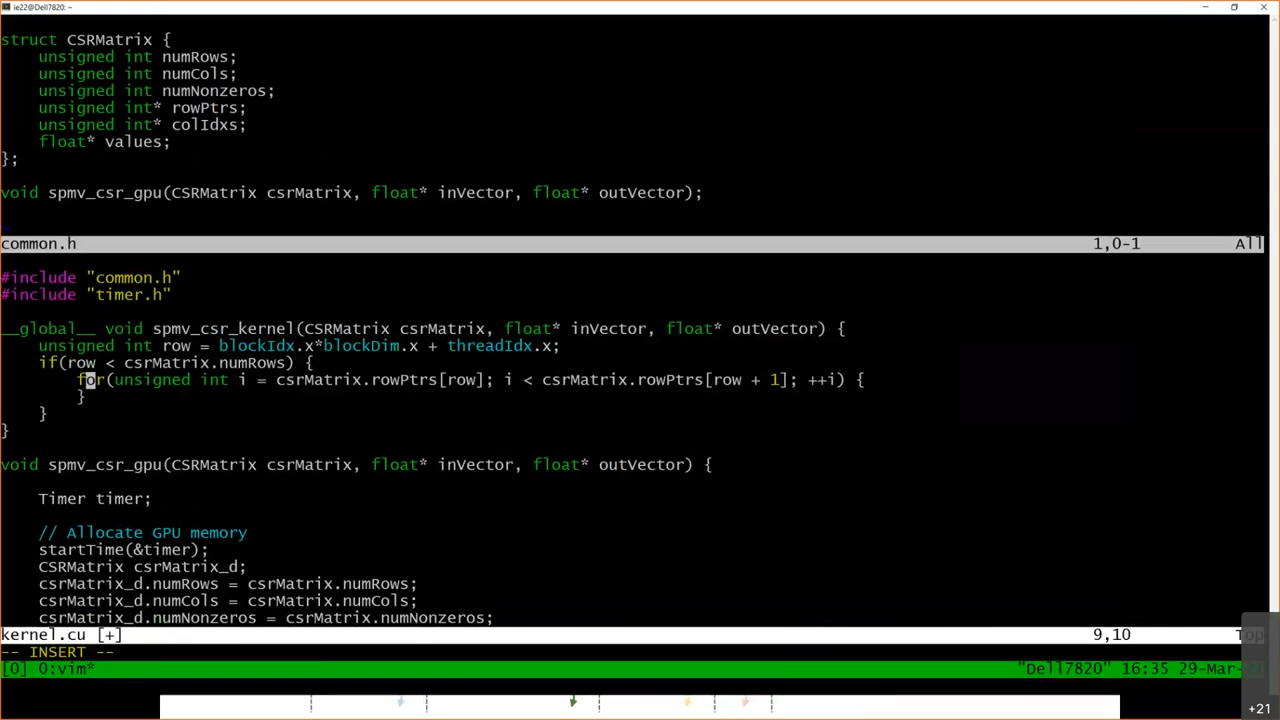 ie22@Dell7820: ~
struct CSRMatrix {
    unsigned int numRows;
    unsigned int numCols;
    unsigned int numNonzeros;
    unsigned int* rowPtrs;
    unsigned int* colIdxs;
    float* values;
};
void spmv_csr_gpu(CSRMatrix csrMatrix, float* inVector, float* outVector);
common.h 1,0-1 All
#include "common.h"
#include "timer.h"
__global__ void spmv_csr_kernel(CSRMatrix csrMatrix, float* inVector, float* outVector) {
    unsigned int row = blockIdx.x*blockDim.x + threadIdx.x;
    if(row < csrMatrix.numRows) {
        for(unsigned int i = csrMatrix.rowPtrs[row]; i < csrMatrix.rowPtrs[row + 1]; ++i) {
        }
    }
}
void spmv_csr_gpu(CSRMatrix csrMatrix, float* inVector, float* outVector) {
    Timer timer;
    // Allocate GPU memory
    startTime(&timer);
    CSRMatrix csrMatrix_d;
    csrMatrix_d.numRows = csrMatrix.numRows;
    csrMatrix_d.numCols = csrMatrix.numCols;
    csrMatrix_d.numNonzeros = csrMatrix.numNonzeros;
kernel.cu [+] 9,10 Top
-- INSERT --
[0] 0:vim* "Dell7820" 16:35 29-Mar-
+21